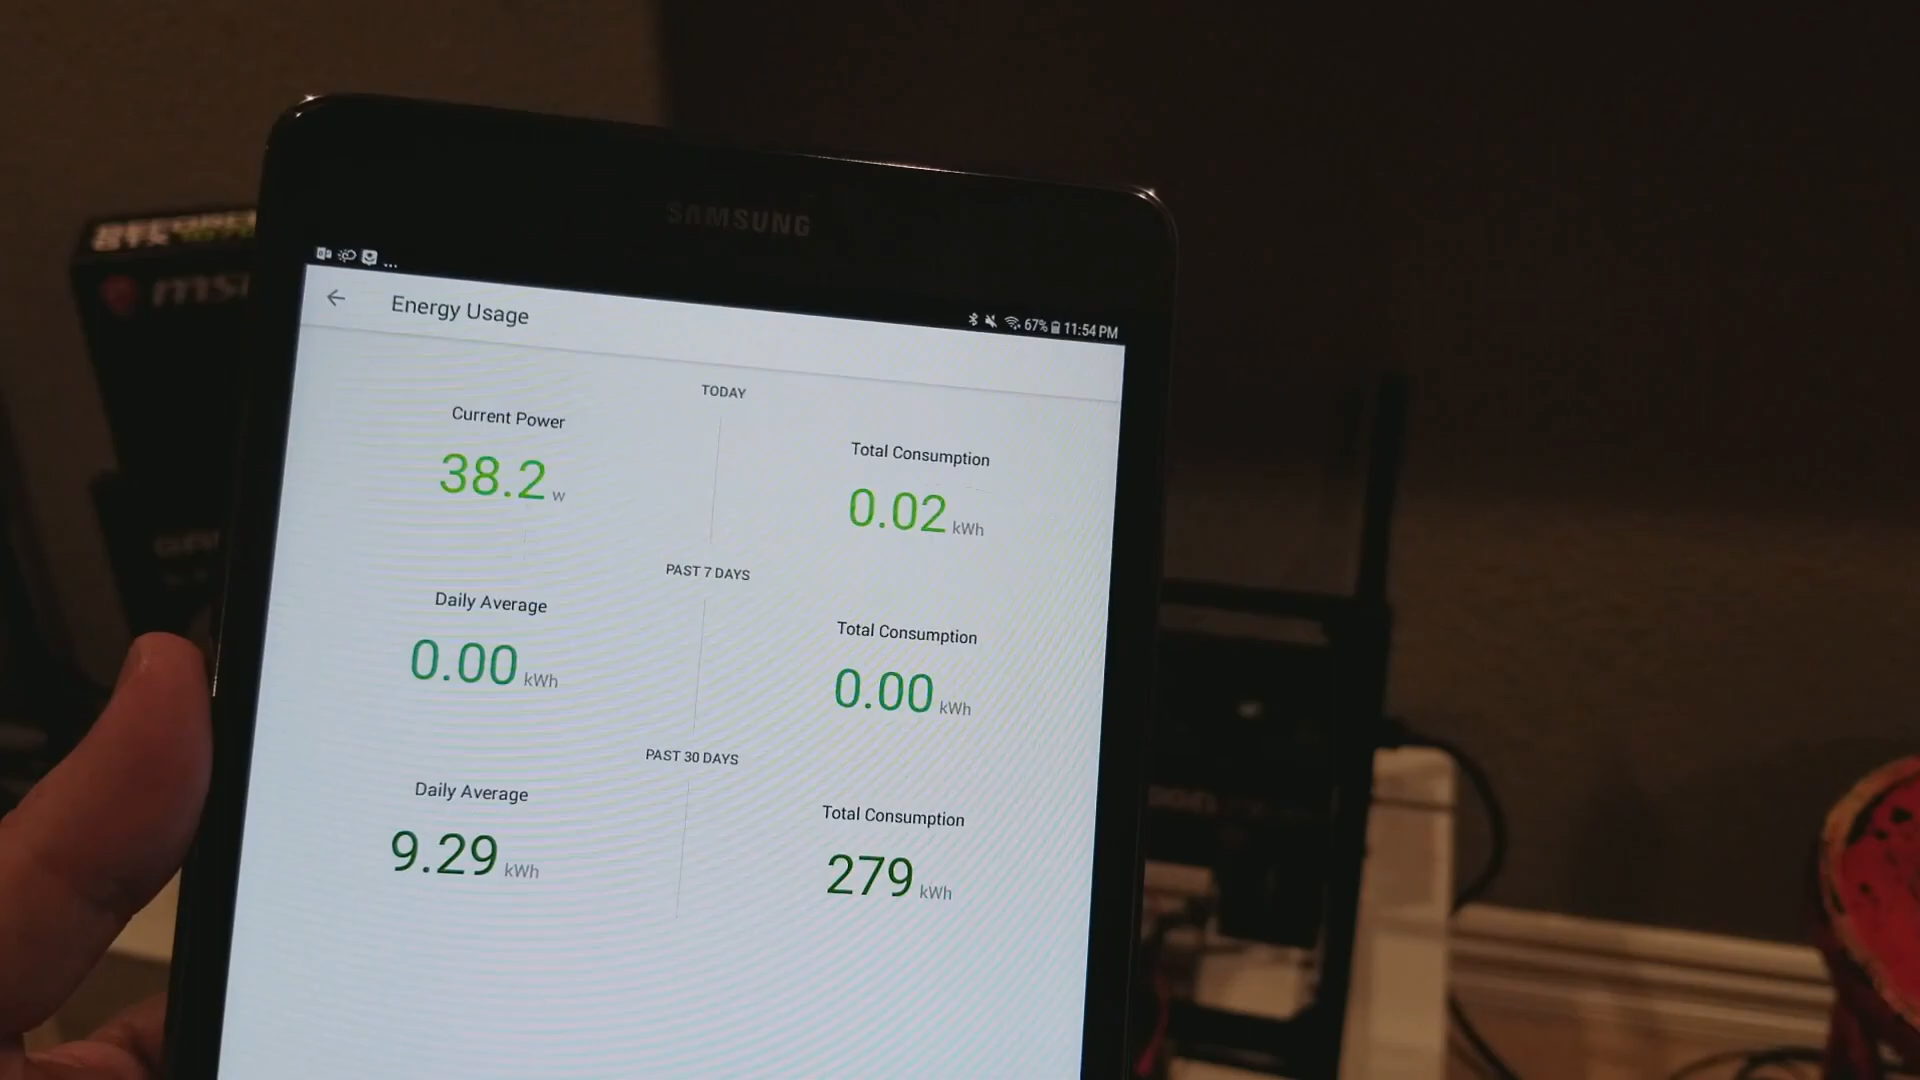 SAMSUNG
67% 11:54 PM
Energy Usage
TODAY
Current Power
38.2 w
Total Consumption
0.02 kWh
PAST 7 DAYS
Daily Average
0.00 kWh
Total Consumption
0.00 kWh
PAST 30 DAYS
Daily Average
9.29 kWh
Total Consumption
279 kWh
msi